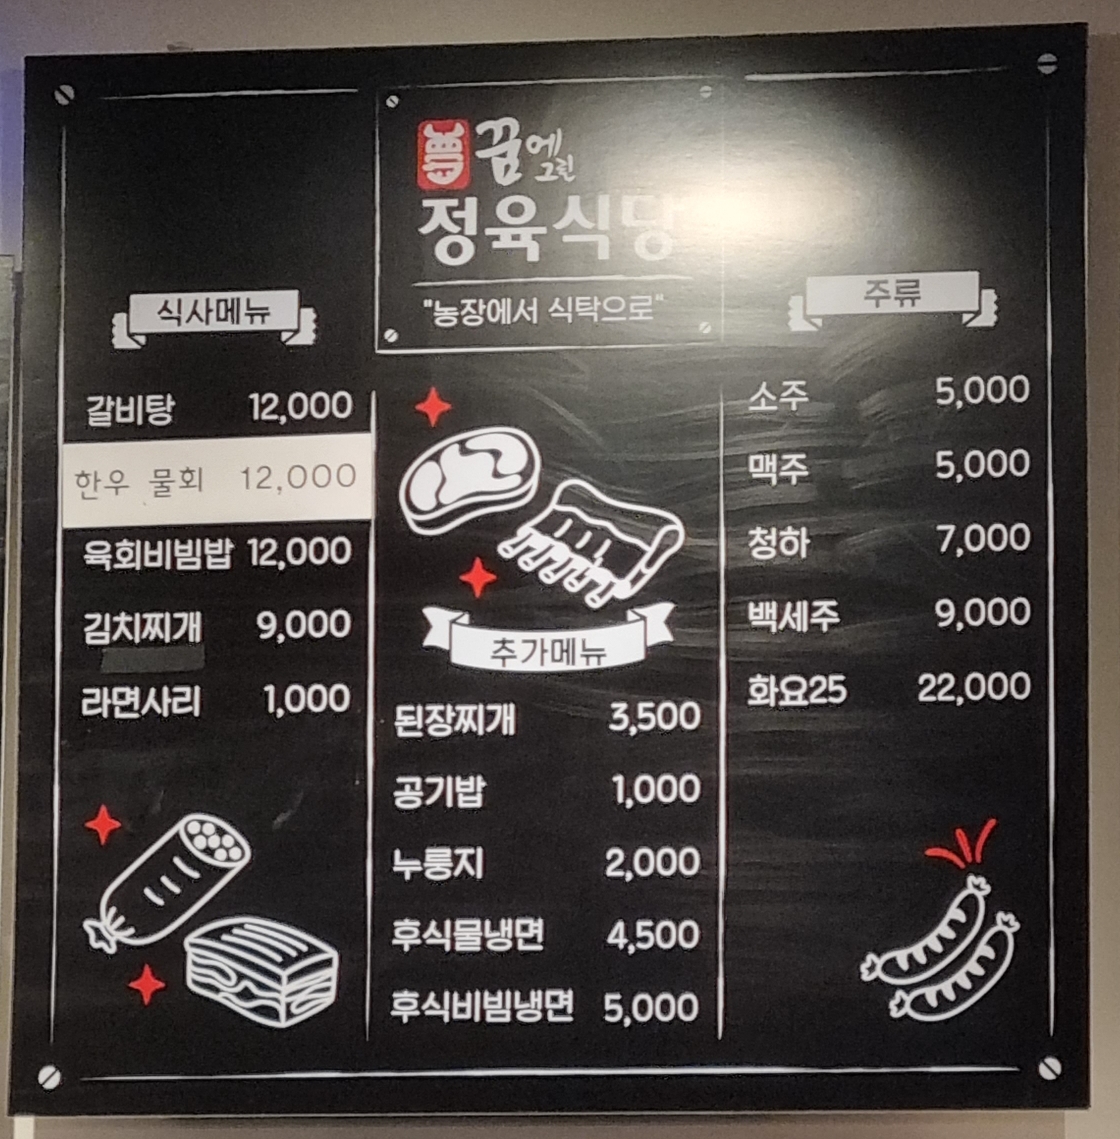 꿈에그린
정육식당
"농장에서 식탁으로"
식사메뉴
갈비탕 12,000
한우 물회 12,000
육회비빔밥 12,000
김치찌개 9,000
라면사리 1,000
추가메뉴
된장찌개 3,500
공기밥 1,000
누룽지 2,000
후식물냉면 4,500
후식비빔냉면 5,000
주류
소주 5,000
맥주 5,000
청하 7,000
백세주 9,000
화요25 22,000